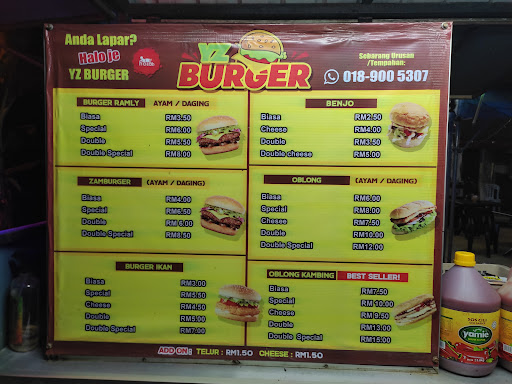 Anda Lapar?
Halo je
YZ BURGER
YZ
BURGER
Sebarang Urusan
/Tempahan:
018-900 5307
BURGER RAMLY AYAM / DAGING
Biasa RM3.50
Special RM6.00
Double RM5.50
Double Special RM8.00
BENJO
Biasa RM2.50
Cheese RM4.00
Double RM3.50
Double cheese RM5.00
ZAMBURGER (AYAM / DAGING)
Biasa RM4.00
Special RM6.50
Double RM6.00
Double Special RM8.50
OBLONG (AYAM / DAGING)
Biasa RM6.00
Special RM8.00
Chesee RM7.50
Double RM10.00
Double Special RM12.00
BURGER IKAN
Biasa RM3.00
Special RM5.50
Cheese RM4.50
Double RM5.00
Double Special RM7.00
OBLONG KAMBING BEST SELLER!
Biasa RM7.50
Special RM10.00
Chesee RM9.50
Double RM13.00
Double Special RM15.00
ADD ON: TELUR : RM1.50 CHEESE : RM1.50
SOS CILI
yamie